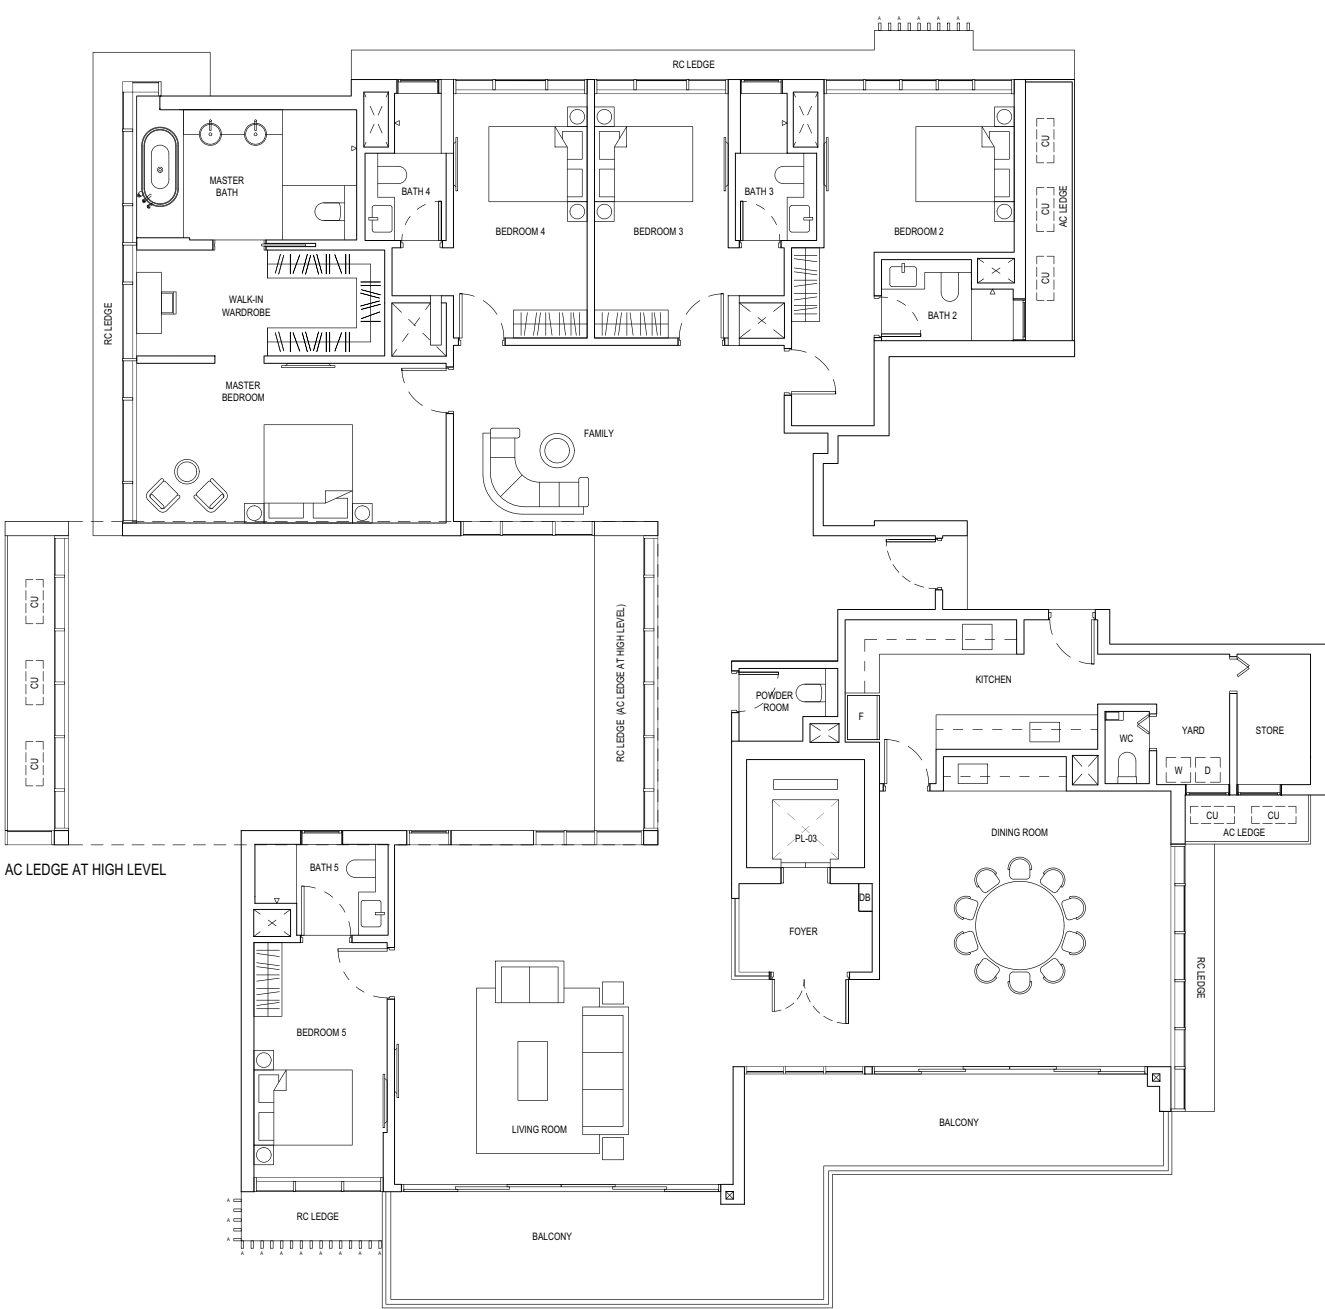 A A A A A
RC LEDGE
CU
MASTER
BATH
BATH 4
BATH 3
AC LEDGE
CU
BEDROOM 4
BEDROOM 3
BEDROOM 2
CU
WALK-IN
WARDROBE
RC LEDGE
BATH 2
MASTER
BEDROOM
FAMILY
CU
CU
CU
RC LEDGE (AC LEDGE AT HIGH LEVEL)
KITCHEN
POWDER
ROOM
F
WC
YARD
STORE
W
D
CU
CU
AC LEDGE
PL-03
DINING ROOM
AC LEDGE AT HIGH LEVEL
BATH 5
DB
FOYER
RC LEDGE
BEDROOM 5
LIVING ROOM
BALCONY
A
A
A
RC LEDGE
BALCONY
A A A A A A A A